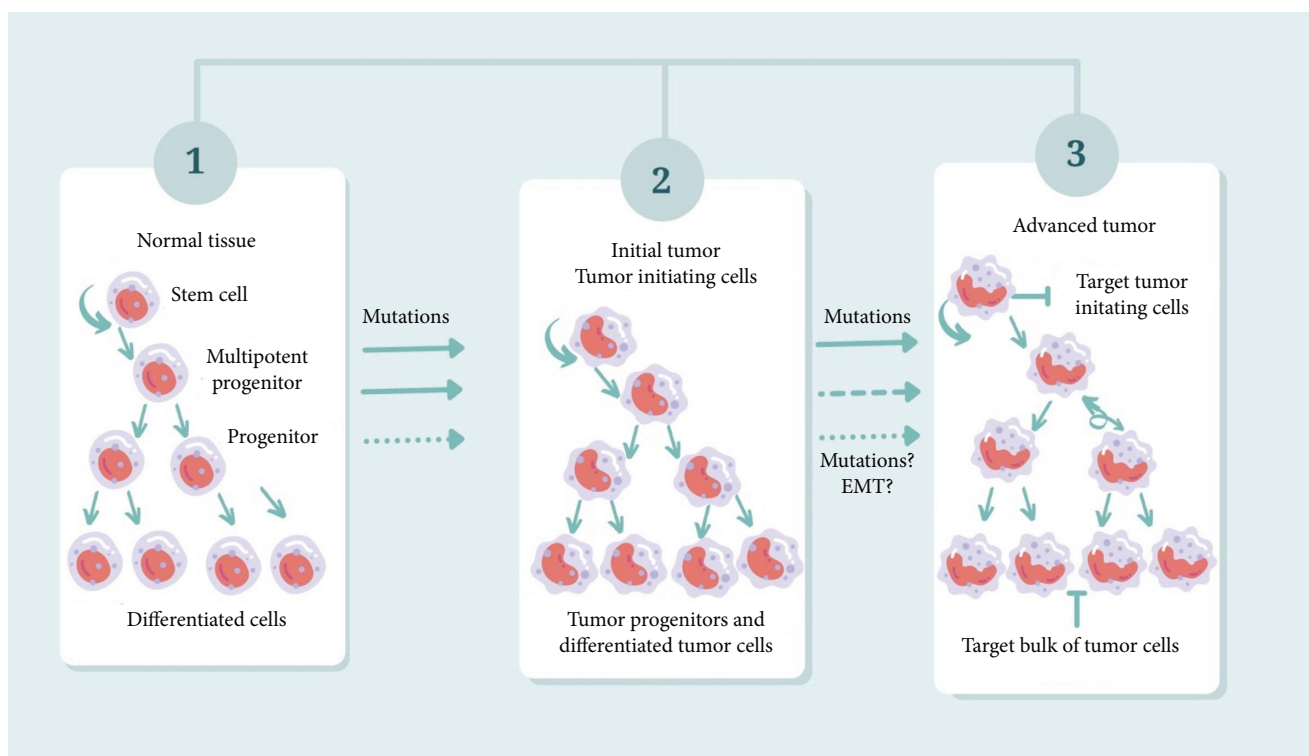 1
Normal tissue
Stem cell
Multipotent
progenitor
Progenitor
Differentiated cells
Mutations
2
Initial tumor
Tumor initiating cells
Tumor progenitors and
differentiated tumor cells
Mutations
Mutations?
EMT?
3
Advanced tumor
Target tumor
initating cells
Target bulk of tumor cells